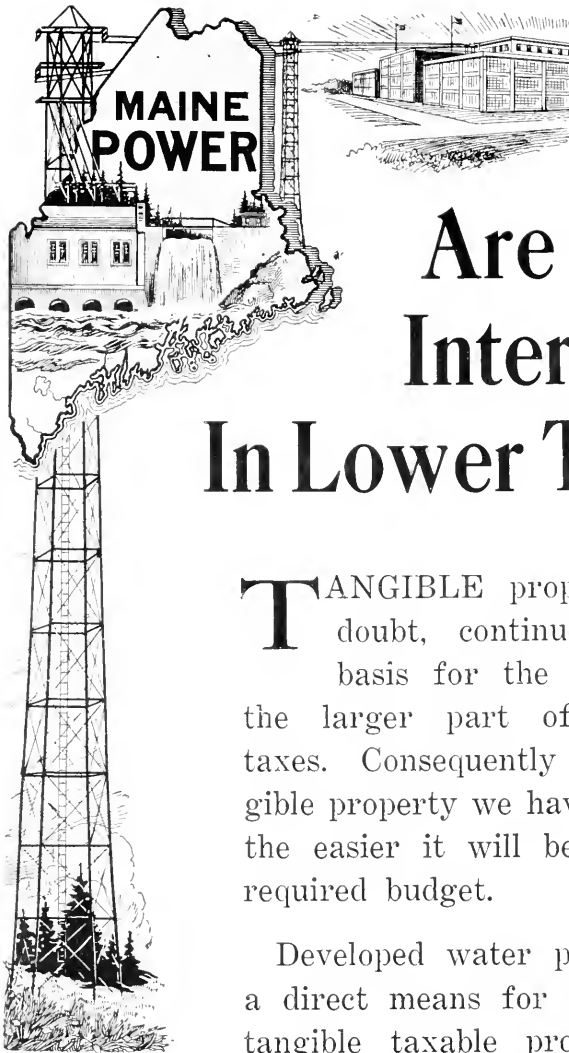 MAINE
POWER
Are
Inter
In Lower T
TANGIBLE prop
doubt, continu
basis for the
the larger part of
taxes. Consequently
gible property we hav
the easier it will be
required budget.
Developed water p
a direct means for
tangible taxable pro